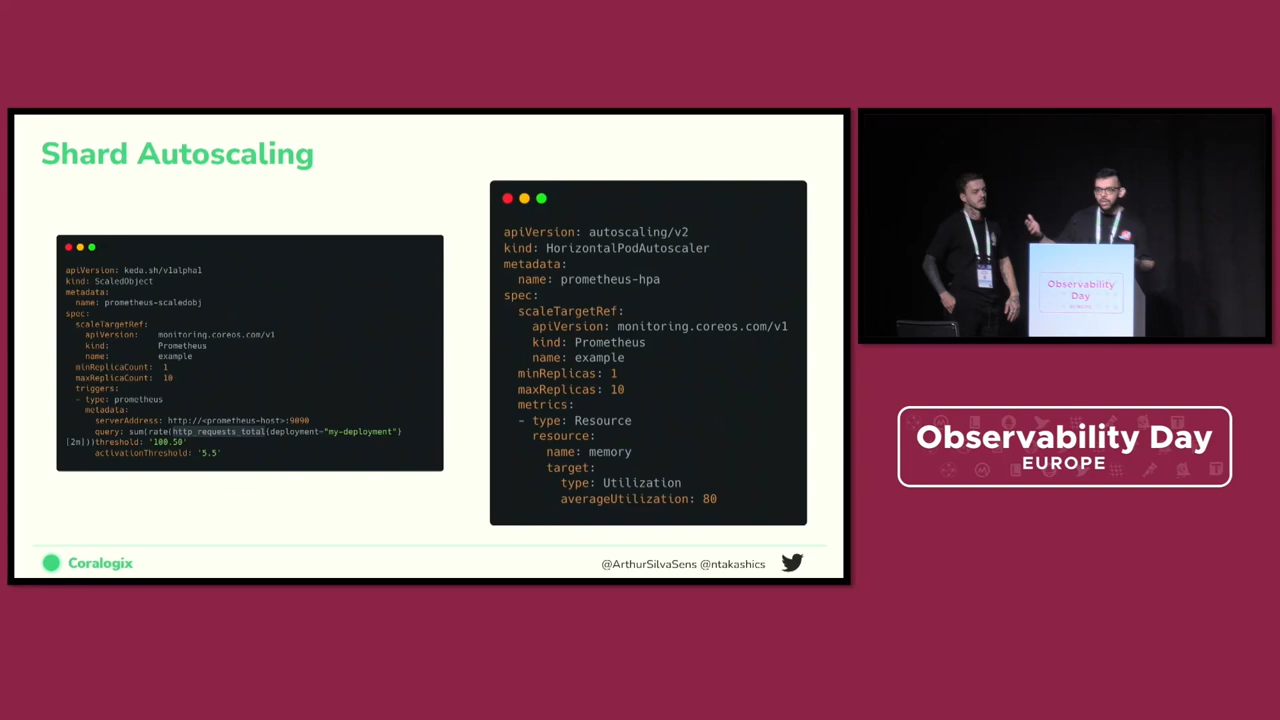 Shard Autoscaling
apiVersion: keda.sh/v1alpha1
kind: ScaledObject
metadata:
name: prometheus-scaledobj
spec:
scaleTargetRef:
apiVersion: monitoring.coreos.com/v1
kind: Prometheus
name: example
minReplicaCount: 1
maxReplicaCount: 10
triggers:
- type: prometheus
metadata:
serverAddress: http://<prometheus-host>:9090
query: sum(rate(http_requests_total{deployment="my-deployment"}
[2m]))threshold: '100.50'
activationThreshold: '5.5'
apiVersion: autoscaling/v2
kind: HorizontalPodAutoscaler
metadata:
name: prometheus-hpa
spec:
scaleTargetRef:
apiVersion: monitoring.coreos.com/v1
kind: Prometheus
name: example
minReplicas: 1
maxReplicas: 10
metrics:
- type: Resource
resource:
name: memory
target:
type: Utilization
averageUtilization: 80
Coralogix
@ArthurSilvaSens @ntakashics
Observability
Day
Observability Day
EUROPE